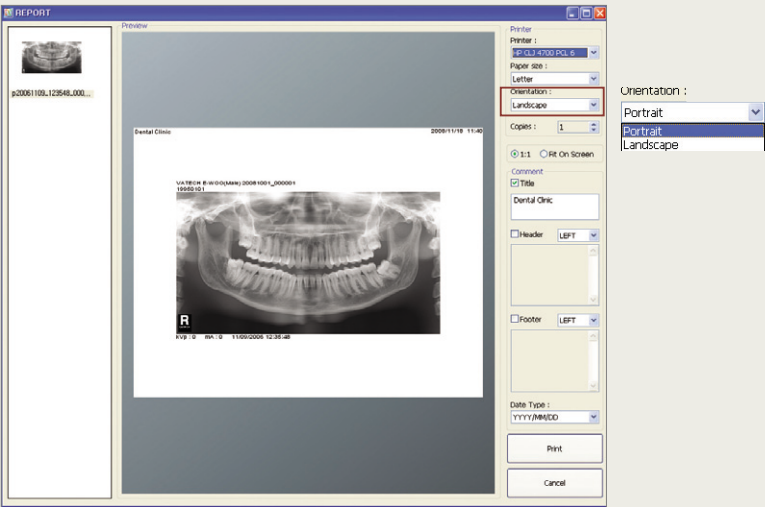 REPORT
p20061109_123548_000...
Preview
Dental Clinic
2009/11/19 11:40
VATECH E-WOO(Male) 20081001_000001
19950101
R
kVp : 0 mA : 0 11/09/2006 12:35:48
Printer
Printer :
HP CLJ 4700 PCL 6
Paper size :
Letter
Orientation :
Landscape
Copies :
1
1:1
Fit On Screen
Comment
Title
Dental Clinic
Header
LEFT
Footer
LEFT
Date Type :
YYYY/MM/DD
Print
Cancel
Orientation :
Portrait
Portrait
Landscape